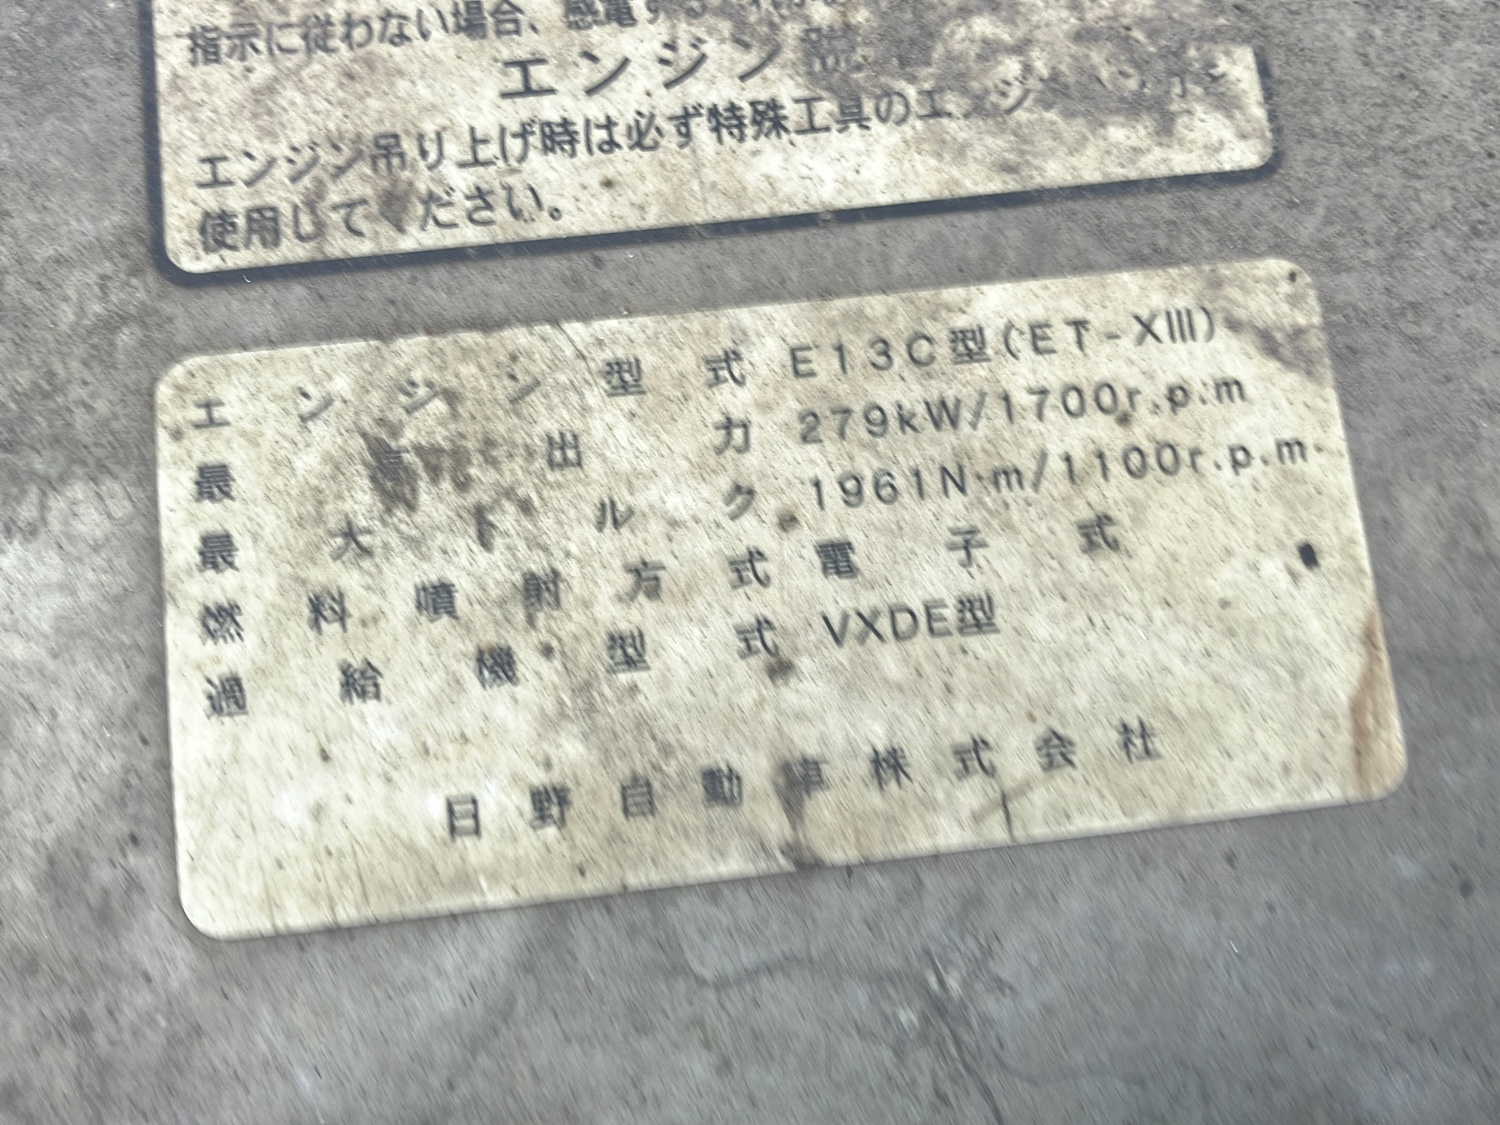 指示に従わない場合、感電す
エンジン
エンジン吊り上げ時は必ず特殊工具のエンジ
使用してください。
エンジン型式 E13C型(ET-XIII)
最高出力 279kW/1700r.p.m
最大トルク 1961N·m/1100r.p.m
燃料噴射方式 電子式
過給機型式 VXDE型
日野自動車株式会社